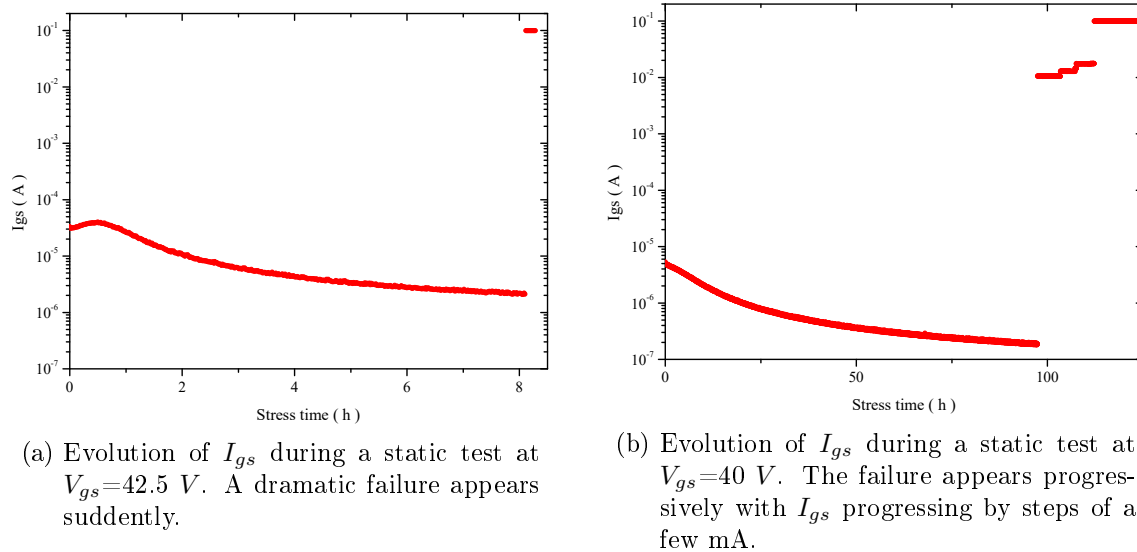 10⁻¹
10⁻²
10⁻³
10⁻⁴
10⁻⁵
10⁻⁶
10⁻⁷
Igs ( A )
0 2 4 6 8
Stress time ( h )
(a) Evolution of I_gs during a static test at
V_gs=42.5 V. A dramatic failure appears
suddently.
10⁻¹
10⁻²
10⁻³
10⁻⁴
10⁻⁵
10⁻⁶
10⁻⁷
Igs ( A )
0 50 100
Stress time ( h )
(b) Evolution of I_gs during a static test at
V_gs=40 V. The failure appears progres-
sively with I_gs progressing by steps of a
few mA.